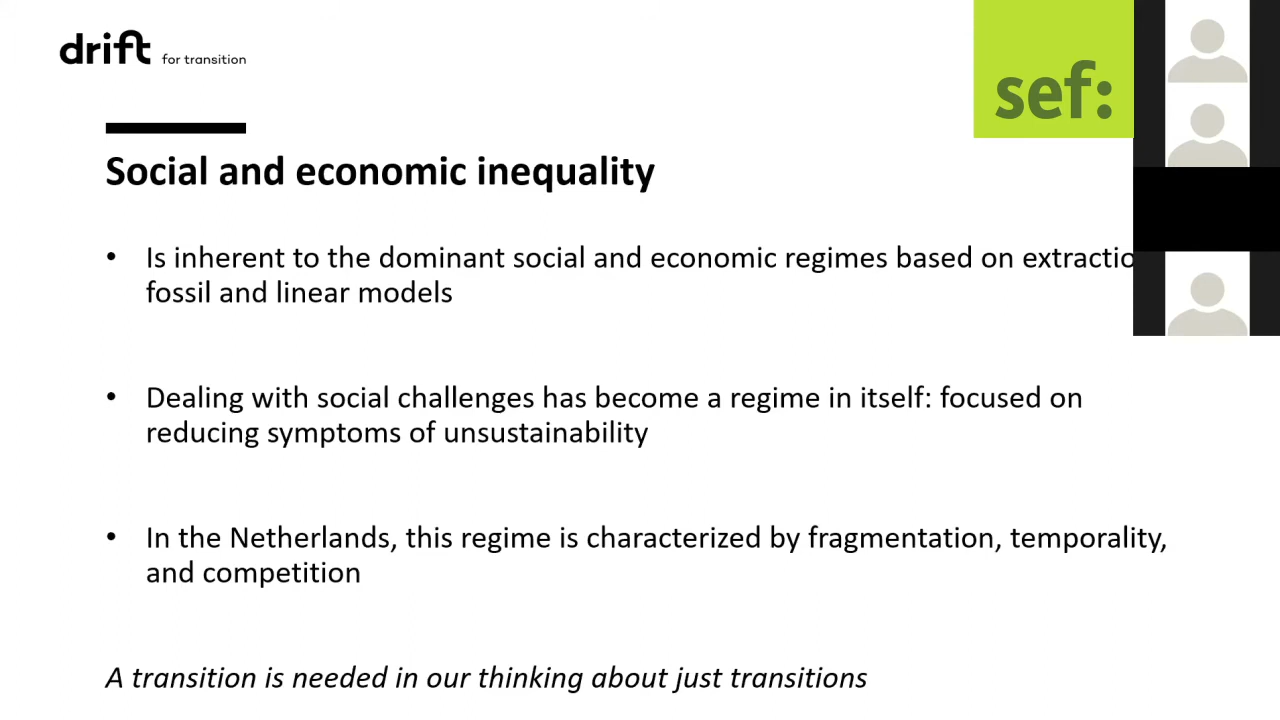 drift for transition
sef:
Social and economic inequality
• Is inherent to the dominant social and economic regimes based on
fossil and linear models
• Dealing with social challenges has become a regime in itself: focused on
reducing symptoms of unsustainability
• In the Netherlands, this regime is characterized by fragmentation, temporality,
and competition
A transition is needed in our thinking about just transitions